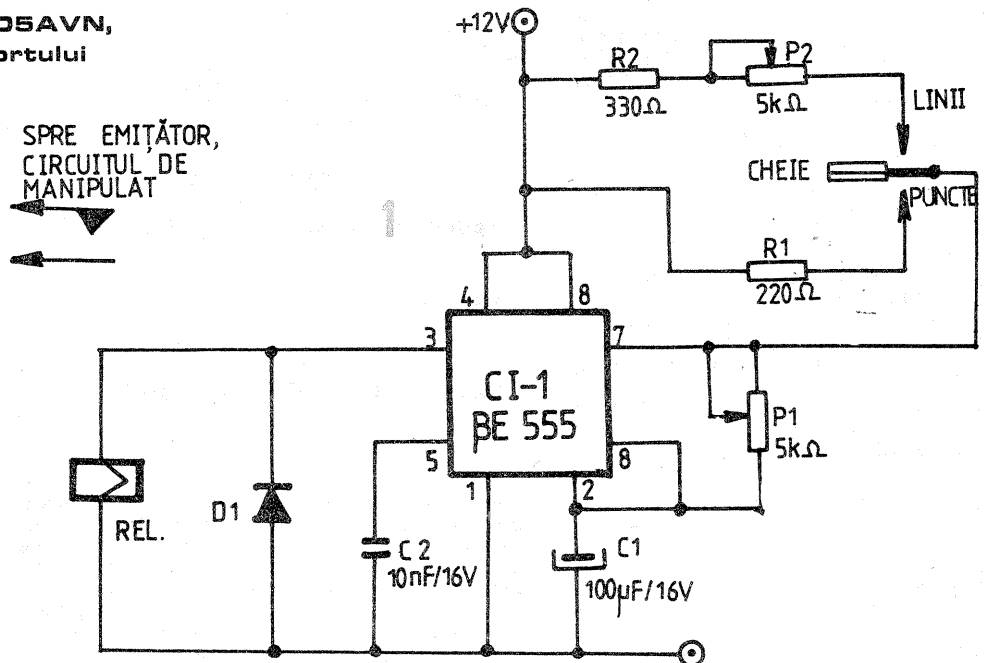 05AVN,
ortului
SPRE EMIȚĂTOR,
CIRCUITUL DE
MANIPULAT
1
+12V
R2
330Ω
P2
5kΩ
LINII
CHEIE
PUNCTE
R1
220Ω
4
8
3
7
CI-1
βE 555
5
8
1
2
P1
5kΩ
REL.
D1
C2
10nF/16V
C1
100μF/16V